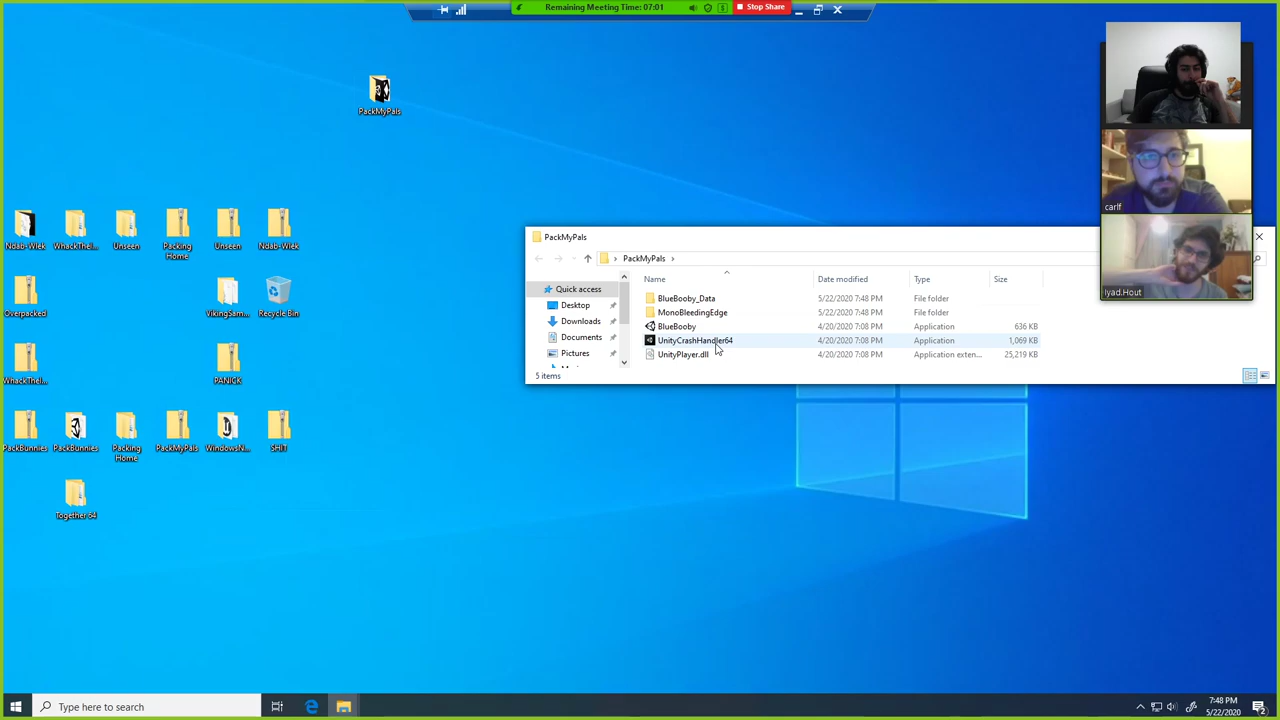 Remaining Meeting Time: 07:01
Stop Share
PackMyPals
Ndab-Wiek
WhackTheI...
Unseen
Packing Home
Unseen
Ndab-Wiek
Overpacked
VikingSam...
Recycle Bin
WhackTheI...
PANICK
PackBunnies
PackBunnies
Packing Home
PackMyPals
WindowsN...
SHIT
Together 64
PackMyPals
PackMyPals
Name
Date modified
Type
Size
Quick access
Desktop
Downloads
Documents
Pictures
BlueBooby_Data 5/22/2020 7:48 PM File folder
MonoBleedingEdge 5/22/2020 7:48 PM File folder
BlueBooby 4/20/2020 7:08 PM Application 636 KB
UnityCrashHandler64 4/20/2020 7:08 PM Application 1,069 KB
UnityPlayer.dll 4/20/2020 7:08 PM Application exten... 25,219 KB
5 items
carlf
Iyad.Hout
Type here to search
7:48 PM
5/22/2020
2